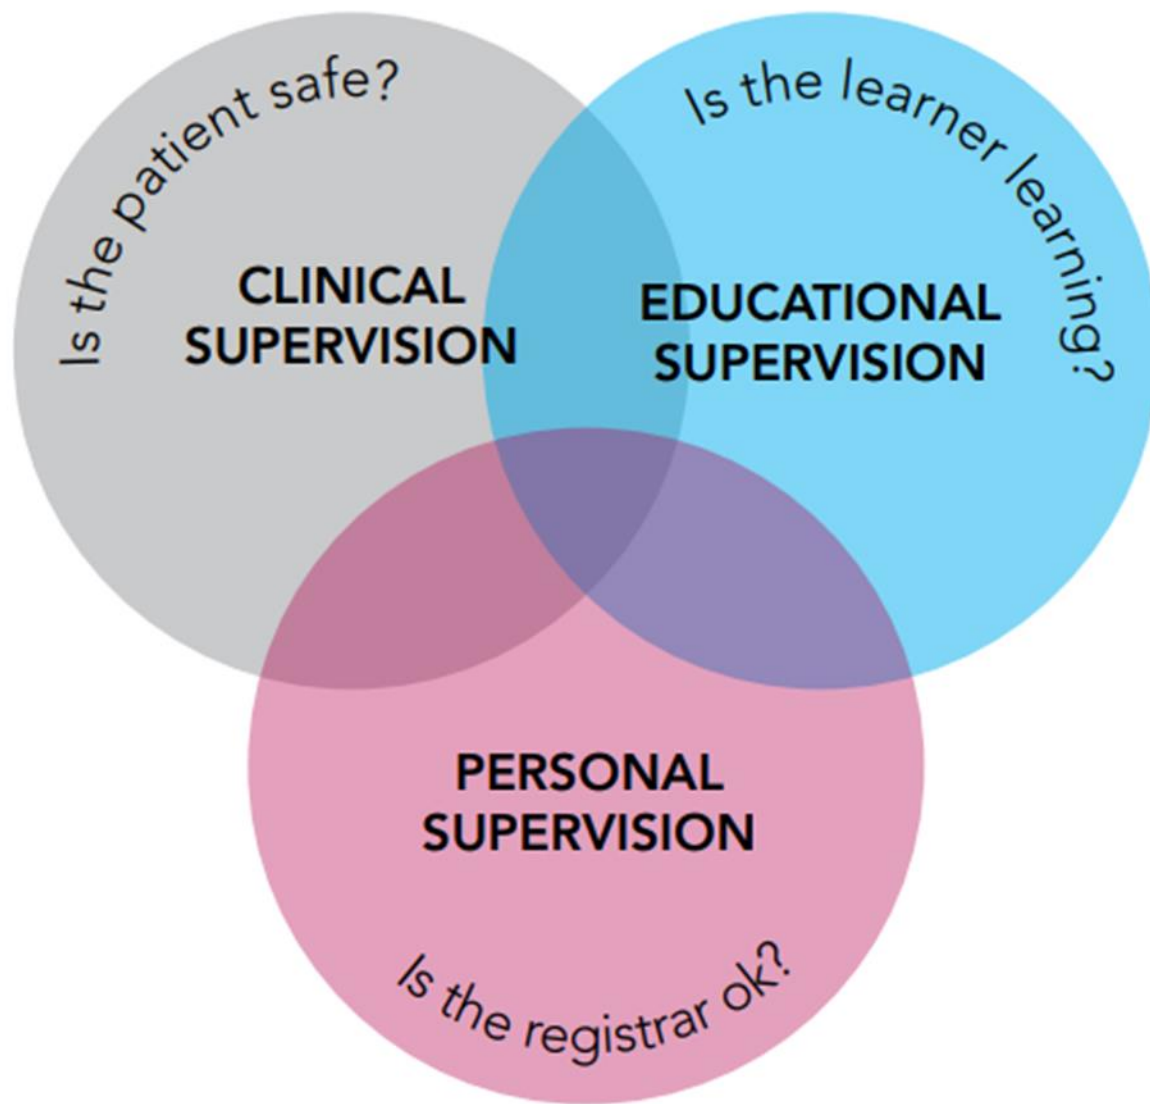 Is the patient safe?
CLINICAL
SUPERVISION
Is the learner learning?
EDUCATIONAL
SUPERVISION
PERSONAL
SUPERVISION
Is the registrar ok?